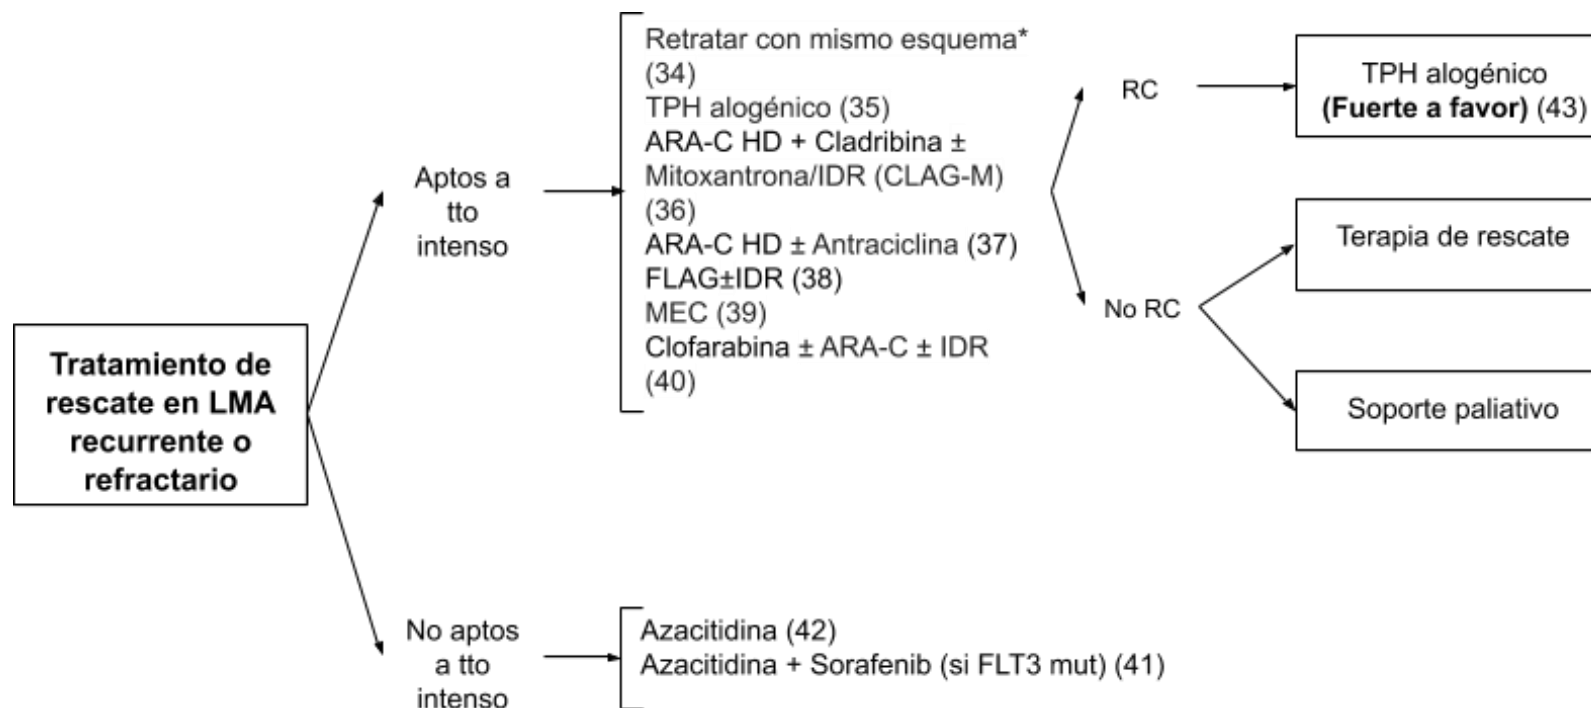 Tratamiento de
rescate en LMA
recurrente o
refractario
Aptos a
tto
intenso
Retratar con mismo esquema*
(34)
TPH alogénico (35)
ARA-C HD + Cladribina ±
Mitoxantrona/IDR (CLAG-M)
(36)
ARA-C HD ± Antraciclina (37)
FLAG±IDR (38)
MEC (39)
Clofarabina ± ARA-C ± IDR
(40)
RC
TPH alogénico
(Fuerte a favor) (43)
No RC
Terapia de rescate
Soporte paliativo
No aptos
a tto
intenso
Azacitidina (42)
Azacitidina + Sorafenib (si FLT3 mut) (41)